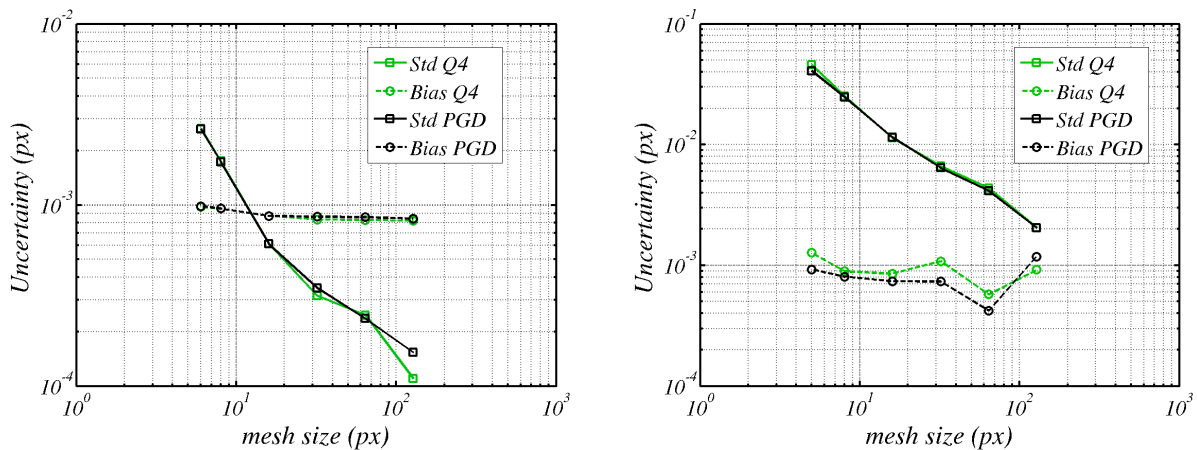 10^-2
10^-3
10^-4
Uncertainty (px)
10^0
10^1
10^2
10^3
mesh size (px)
Std Q4
Bias Q4
Std PGD
Bias PGD
10^-1
10^-2
10^-3
10^-4
Uncertainty (px)
10^0
10^1
10^2
10^3
mesh size (px)
Std Q4
Bias Q4
Std PGD
Bias PGD